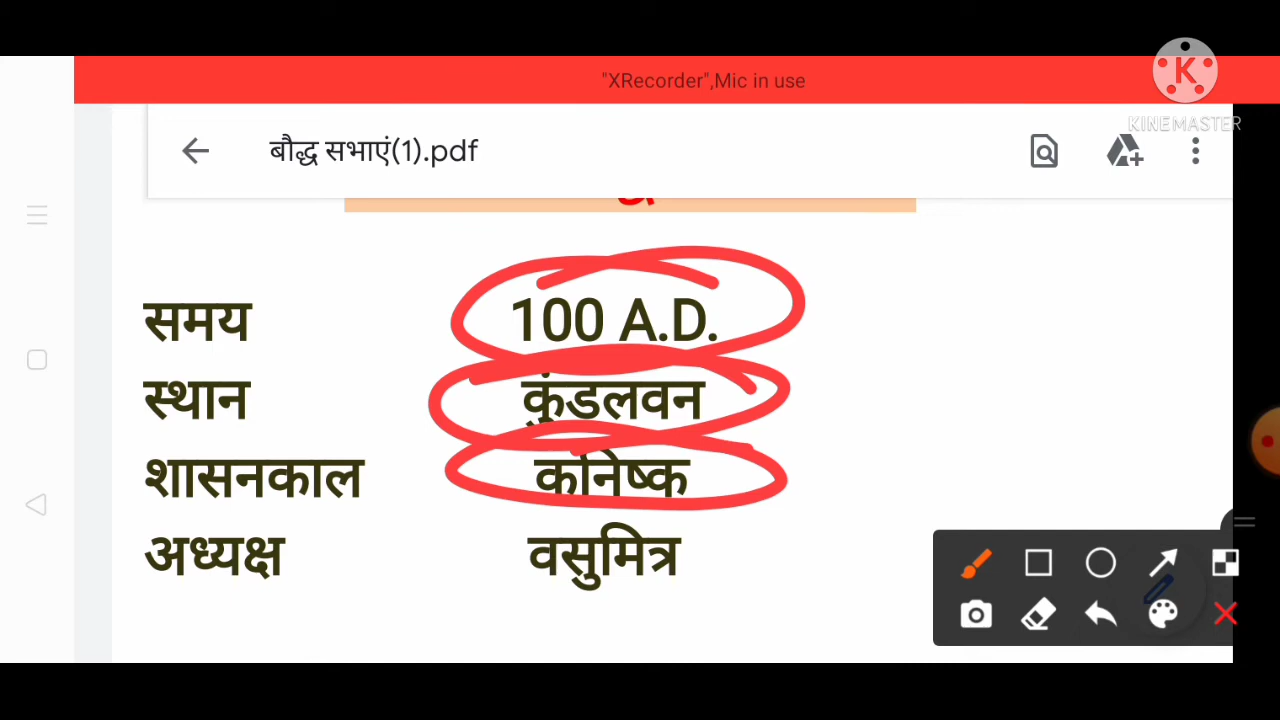 "XRecorder",Mic in use
KINEMASTER
बौद्ध सभाएं(1).pdf
समय 100 A.D.
स्थान कुंडलवन
शासनकाल कनिष्क
अध्यक्ष वसुमित्र